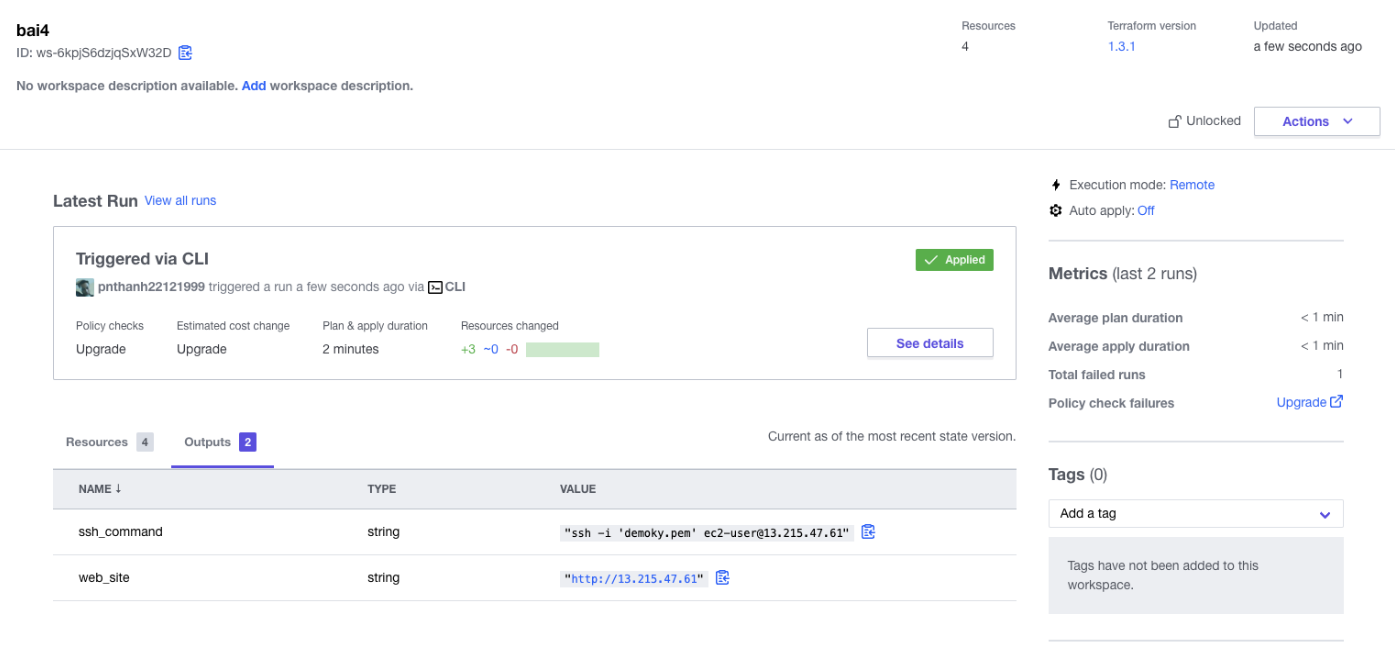 bai4
ID: ws-6kpjS6dzjqSxW32D
No workspace description available. Add workspace description.
Resources
4
Terraform version
1.3.1
Updated
a few seconds ago
Unlocked
Actions
Latest Run View all runs
Triggered via CLI
Applied
pnthanh22121999 triggered a run a few seconds ago via CLI
Policy checks
Upgrade
Estimated cost change
Upgrade
Plan & apply duration
2 minutes
Resources changed
+3 ~0 -0
See details
Resources 4
Outputs 2
Current as of the most recent state version.
NAME ↓ TYPE VALUE
ssh_command string "ssh -i 'demoky.pem' ec2-user@13.215.47.61"
web_site string "http://13.215.47.61"
Execution mode: Remote
Auto apply: Off
Metrics (last 2 runs)
Average plan duration < 1 min
Average apply duration < 1 min
Total failed runs 1
Policy check failures Upgrade
Tags (0)
Add a tag
Tags have not been added to this
workspace.